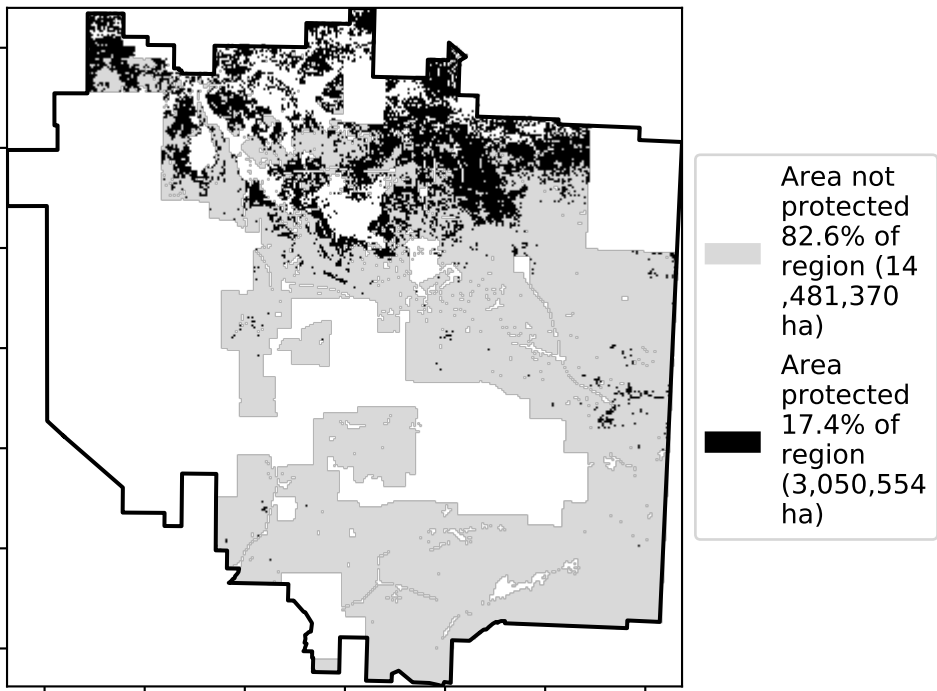 Area not
protected
82.6% of
region (14
,481,370
ha)
Area
protected
17.4% of
region
(3,050,554
ha)